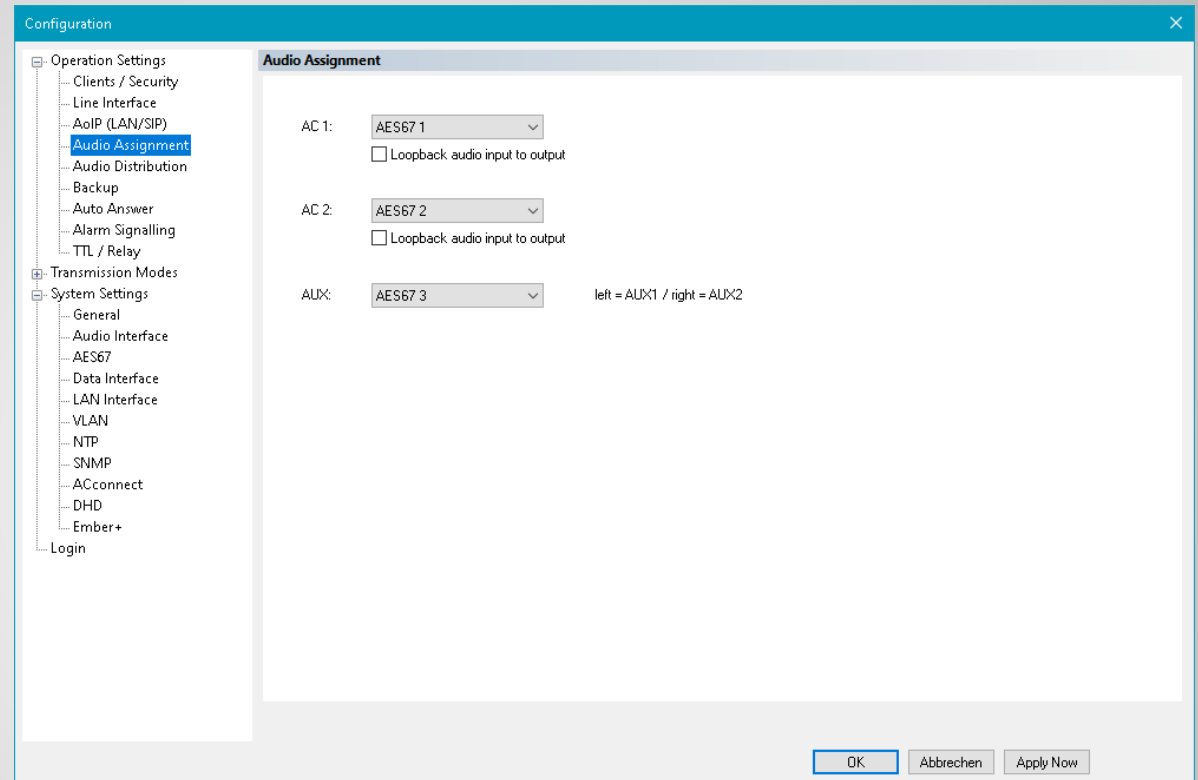 Configuration
Operation Settings
Clients / Security
Line Interface
AoIP (LAN/SIP)
Audio Assignment
Audio Distribution
Backup
Auto Answer
Alarm Signalling
TTL / Relay
Transmission Modes
System Settings
General
Audio Interface
AES67
Data Interface
LAN Interface
VLAN
NTP
SNMP
ACconnect
DHD
Ember+
Login
Audio Assignment
AC 1: AES67 1
Loopback audio input to output
AC 2: AES67 2
Loopback audio input to output
AUX: AES67 3 left = AUX1 / right = AUX2
OK Abbrechen Apply Now